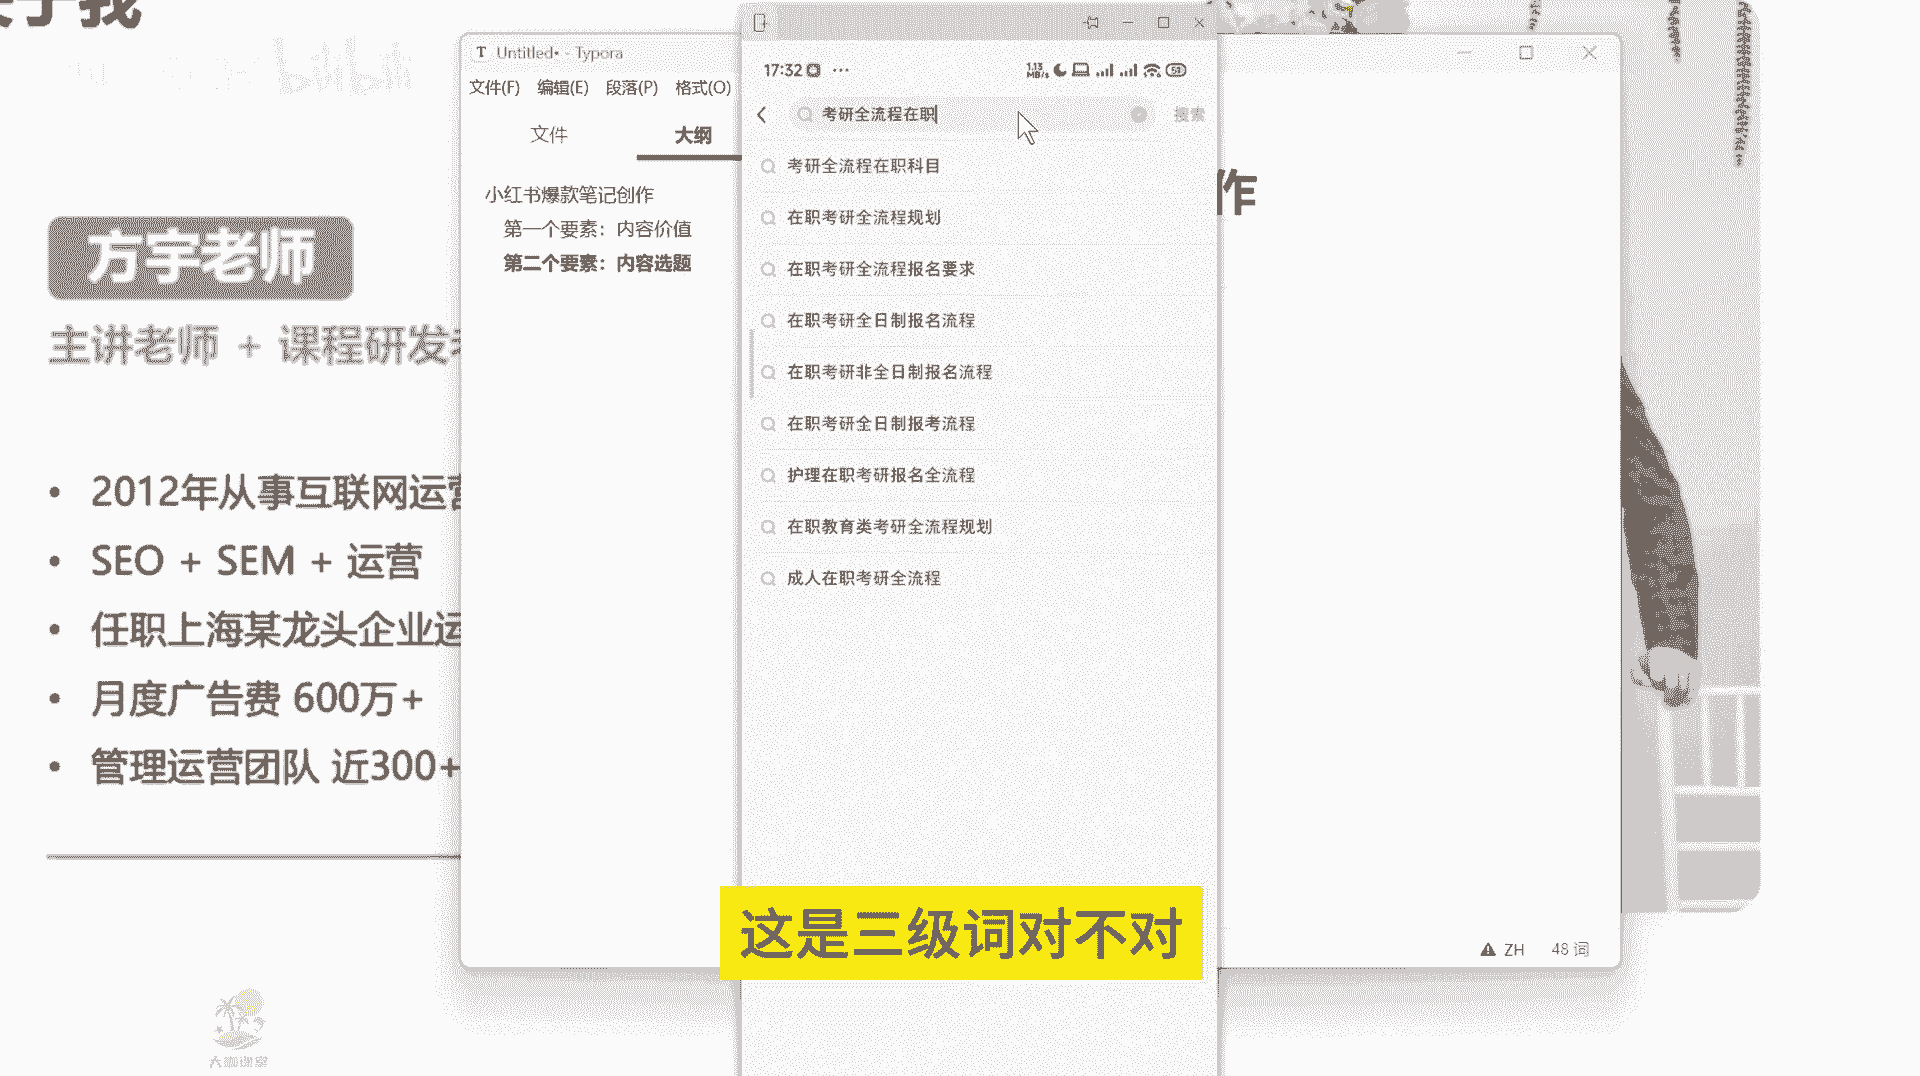 bilibili
方宇老师
主讲老师 + 课程研发
• 2012年从事互联网运营
• SEO + SEM + 运营
• 任职上海某龙头企业运
• 月度广告费 600万+
• 管理运营团队 近300+
大咖课堂
T Untitled• - Typora
文件(F) 编辑(E) 段落(P) 格式(O)
文件 大纲
小红书爆款笔记创作
第一个要素：内容价值
第二个要素：内容选题
作
ZH 48 词
17:32 ···
1.13 MB/s 51
考研全流程在职 搜索
考研全流程在职科目
在职考研全流程规划
在职考研全流程报名要求
在职考研全日制报名流程
在职考研非全日制报名流程
在职考研全日制报考流程
护理在职考研报名全流程
在职教育类考研全流程规划
成人在职考研全流程
这是三级词对不对